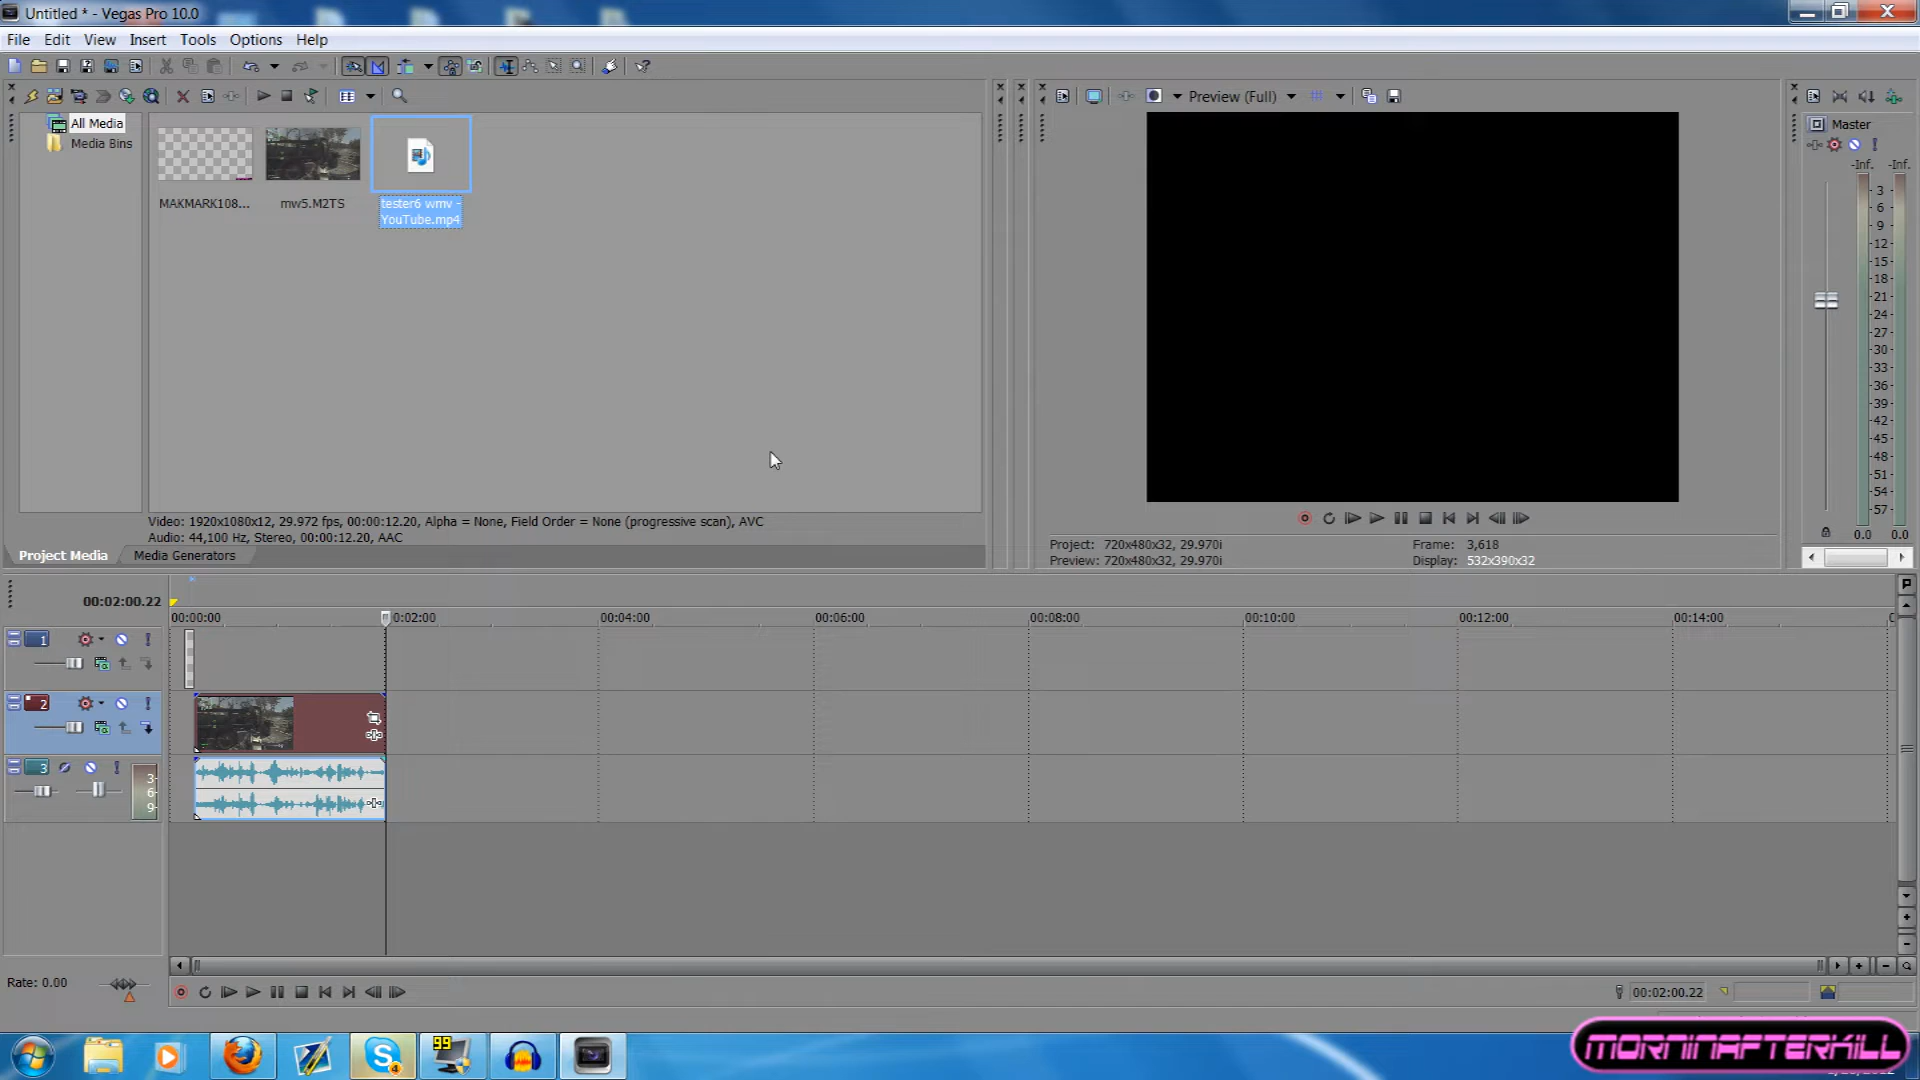 Untitled * - Vegas Pro 10.0
File Edit View Insert Tools Options Help
All Media
Media Bins
MAKMARK108...
mw5.M2TS
tester6 wmv -
YouTube.mp4
Video: 1920x1080x12, 29.972 fps, 00:00:12.20, Alpha = None, Field Order = None (progressive scan), AVC
Audio: 44,100 Hz, Stereo, 00:00:12.20, AAC
Project Media
Media Generators
Preview (Full)
Project: 720x480x32, 29.970i
Preview: 720x480x32, 29.970i
Frame: 3,618
Display: 532x390x32
Master
-Inf. -Inf.
3
6
9
-12-
-15-
-18-
-21-
-24-
-27-
-30-
-33-
-36-
-39-
-42-
-45-
-48-
-51-
-54-
-57-
0.0 0.0
00:02:00.22
00:00:00 0:02:00 00:04:00 00:06:00 00:08:00 00:10:00 00:12:00 00:14:00
1
2
3
3-
6-
9-
Rate: 0.00
00:02:00.22
99
4
MORNINAFTERKILL